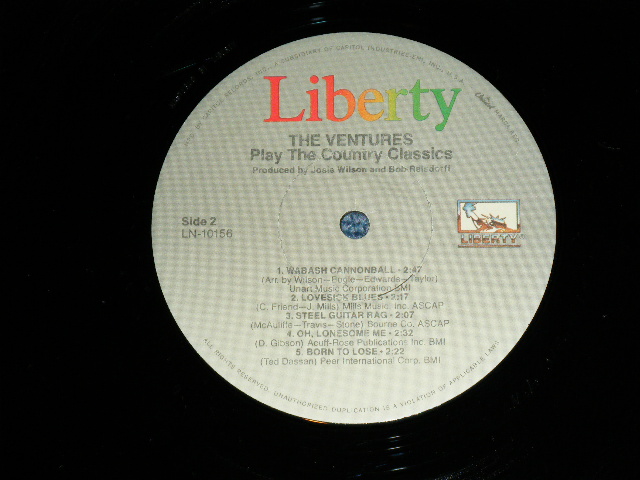 Liberty
THE VENTURES
Play The Country Classics
Produced by Josie Wilson and Bob Reisdorff
Side 2
LN-10156
LIBERTY
1. WABASH CANNONBALL • 2:47
(Arr. by Wilson—Bogle—Edwards—Taylor)
Unart Music Corporation BMI
2. LOVESICK BLUES • 2:17
(C. Friend—J. Mills) Mills Music, Inc. ASCAP
3. STEEL GUITAR RAG • 2:07
(McAuliffe—Travis—Stone) Bourne Co. ASCAP
4. OH, LONESOME ME • 2:32
(D. Gibson) Acuff-Rose Publications Inc. BMI
5. BORN TO LOSE • 2:22
(Ted Daffan) Peer International Corp. BMI
ALL RIGHTS RESERVED. UNAUTHORIZED DUPLICATION IS A VIOLATION OF APPLICABLE LAWS.